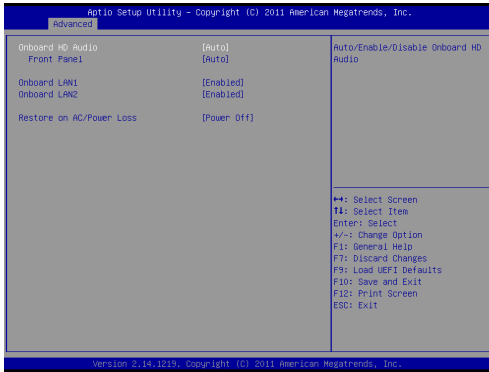 Aptio Setup Utility – Copyright (C) 2011 American Megatrends, Inc.
Advanced
Onboard HD Audio [Auto]
Front Panel [Auto]
Onboard LAN1 [Enabled]
Onboard LAN2 [Enabled]
Restore on AC/Power Loss [Power Off]
Auto/Enable/Disable Onboard HD
Audio
↔: Select Screen
↑↓: Select Item
Enter: Select
+/-: Change Option
F1: General Help
F7: Discard Changes
F9: Load UEFI Defaults
F10: Save and Exit
F12: Print Screen
ESC: Exit
Version 2.14.1219. Copyright (C) 2011 American Megatrends, Inc.